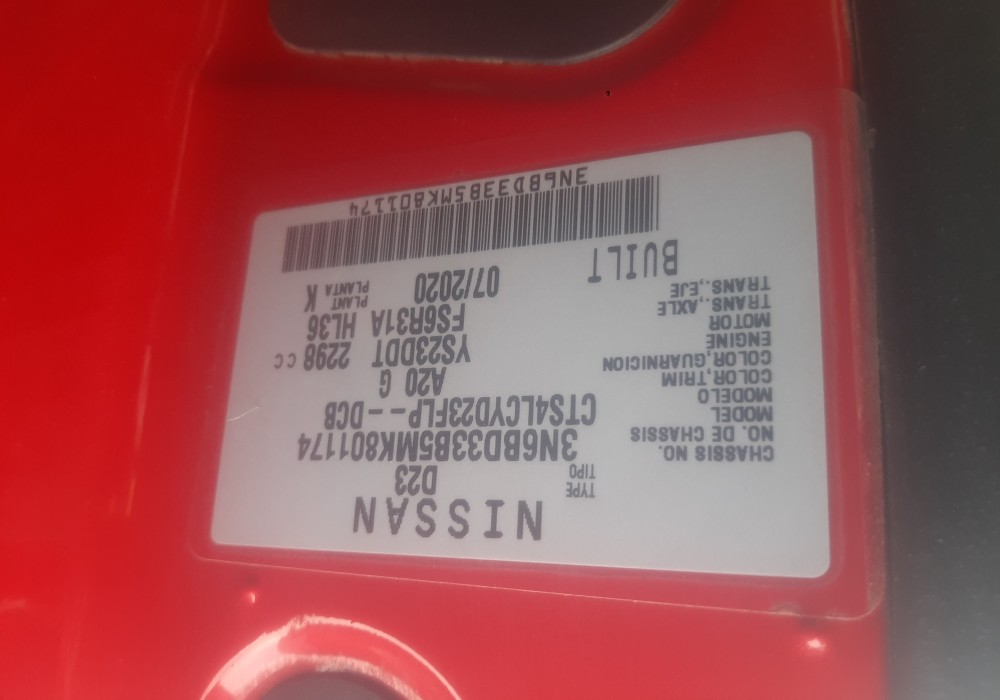 NISSAN
TYPE
TIPO
D23
CHASSIS NO.
NO. DE CHASSIS
3N6BD33B5MK801174
MODEL
MODELO
CTS4LCYD23FLP--DCB
COLOR,TRIM
COLOR,GUARNICION
A20 G
ENGINE
MOTOR
YS23DDT 2298 CC
TRANS.,AXLE
TRANS.,EJE
FS6R31A HL36
PLANT
PLANTA
K
BUILT 07/2020
3N6BD33B5MK801174